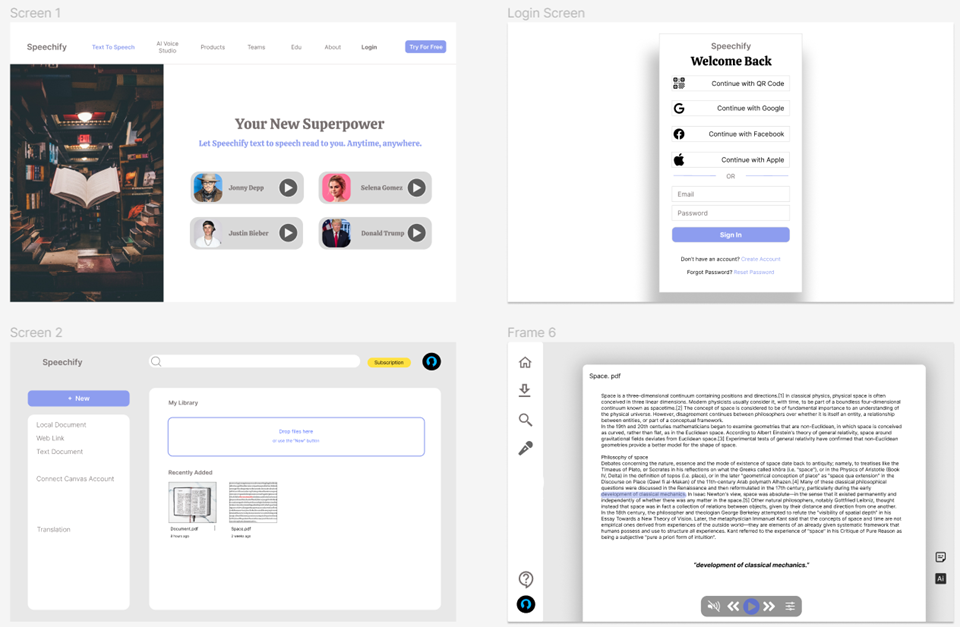 Screen 1
Speechify
Text To Speech
AI Voice
Studio
Products
Teams
Edu
About
Login
Try For Free
Your New Superpower
Let Speechify text to speech read to you. Anytime, anywhere.
Jonny Depp
Selena Gomez
Justin Bieber
Donald Trump
Login Screen
Speechify
Welcome Back
Continue with QR Code
Continue with Google
Continue with Facebook
Continue with Apple
OR
Email
Password
Sign In
Don't have an account? Create Account
Forgot Password? Reset Password
Screen 2
Speechify
Subscription
+ New
Local Document
Web Link
Text Document
Connect Canvas Account
Translation
My Library
Drop files here
or use the "New" button
Recently Added
Document.pdf
3 hours ago
Space.pdf
2 weeks ago
Frame 6
Space. pdf
Space is a three-dimensional continuum containing positions and directions.[1] In classical physics, physical space is often
conceived in three linear dimensions. Modern physicists usually consider it, with time, to be part of a boundless four-dimensional
continuum known as spacetime.[2] The concept of space is considered to be of fundamental importance to an understanding of
the physical universe. However, disagreement continues between philosophers over whether it is itself an entity, a relationship
between entities, or part of a conceptual framework.
In the 19th and 20th centuries mathematicians began to examine geometries that are non-Euclidean, in which space is conceived
as curved, rather than flat, as in the Euclidean space. According to Albert Einstein's theory of general relativity, space around
gravitational fields deviates from Euclidean space.[3] Experimental tests of general relativity have confirmed that non-Euclidean
geometries provide a better model for the shape of space.
Philosophy of space
Debates concerning the nature, essence and the mode of existence of space date back to antiquity; namely, to treatises like the
Timaeus of Plato, or Socrates in his reflections on what the Greeks called khôra (i.e. "space"), or in the Physics of Aristotle (Book
IV, Delta) in the definition of topos (i.e. place), or in the later "geometrical conception of place" as "space qua extension" in the
Discourse on Place (Qawl fi al-Makan) of the 11th-century Arab polymath Alhazen.[4] Many of these classical philosophical
questions were discussed in the Renaissance and then reformulated in the 17th century, particularly during the early
development of classical mechanics. In Isaac Newton's view, space was absolute—in the sense that it existed permanently and
independently of whether there was any matter in the space.[5] Other natural philosophers, notably Gottfried Leibniz, thought
instead that space was in fact a collection of relations between objects, given by their distance and direction from one another.
In the 18th century, the philosopher and theologian George Berkeley attempted to refute the "visibility of spatial depth" in his
Essay Towards a New Theory of Vision. Later, the metaphysician Immanuel Kant said that the concepts of space and time are not
empirical ones derived from experiences of the outside world—they are elements of an already given systematic framework that
humans possess and use to structure all experiences. Kant referred to the experience of "space" in his Critique of Pure Reason as
being a subjective "pure a priori form of intuition".
"development of classical mechanics."
Ai